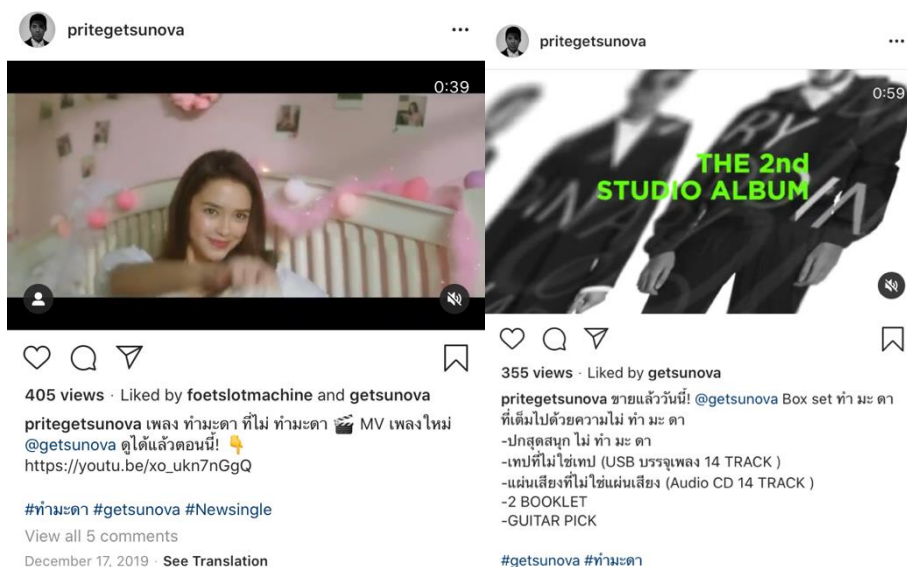 pritegetsunova
0:39
405 views · Liked by foetslotmachine and getsunova
pritegetsunova เพลง ทำมะดา ที่ไม่ ทำมะดา 🎬 MV เพลงใหม่
@getsunova ดูได้แล้วตอนนี้! 👇
https://youtu.be/xo_ukn7nGgQ
#ทำมะดา #getsunova #Newsingle
View all 5 comments
December 17, 2019 · See Translation
pritegetsunova
0:59
THE 2nd
STUDIO ALBUM
355 views · Liked by getsunova
pritegetsunova ขายแล้ววันนี้! @getsunova Box set ทำ มะ ดา
ที่เต็มไปด้วยความไม่ ทำ มะ ดา
-ปกสุดสนุก ไม่ ทำ มะ ดา
-เทปที่ไม่ใช่เทป (USB บรรจุเพลง 14 TRACK )
-แผ่นเสียงที่ไม่ใช่แผ่นเสียง (Audio CD 14 TRACK )
-2 BOOKLET
-GUITAR PICK
#getsunova #ทำมะดา